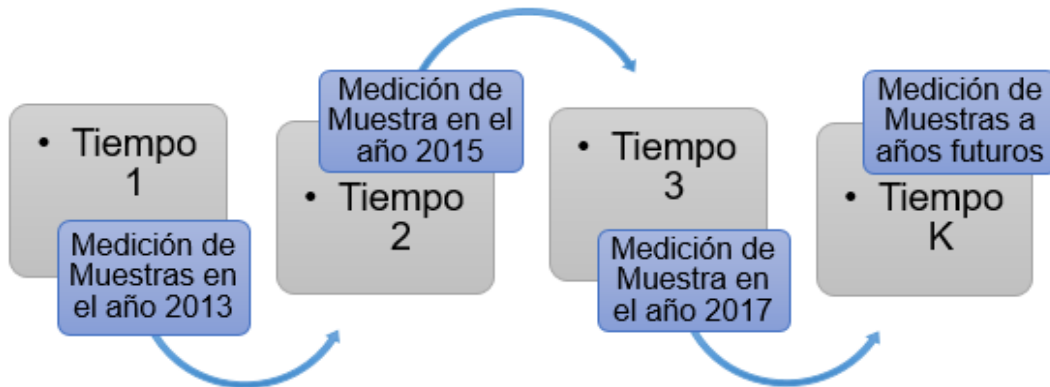 • Tiempo
1
Medición de
Muestras en
el año 2013
Medición de
Muestra en el
año 2015
• Tiempo
2
• Tiempo
3
Medición de
Muestra en
el año 2017
Medición de
Muestras a
años futuros
• Tiempo
K